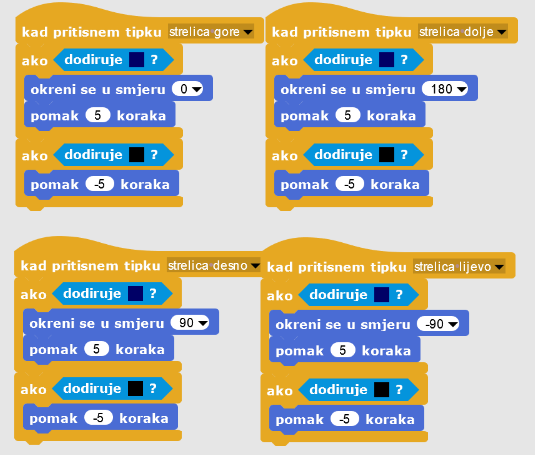 kad pritisnem tipku strelica gore
ako dodiruje ?
okreni se u smjeru 0
pomak 5 koraka
ako dodiruje ?
pomak -5 koraka
kad pritisnem tipku strelica dolje
ako dodiruje ?
okreni se u smjeru 180
pomak 5 koraka
ako dodiruje ?
pomak -5 koraka
kad pritisnem tipku strelica desno
ako dodiruje ?
okreni se u smjeru 90
pomak 5 koraka
ako dodiruje ?
pomak -5 koraka
kad pritisnem tipku strelica lijevo
ako dodiruje ?
okreni se u smjeru -90
pomak 5 koraka
ako dodiruje ?
pomak -5 koraka